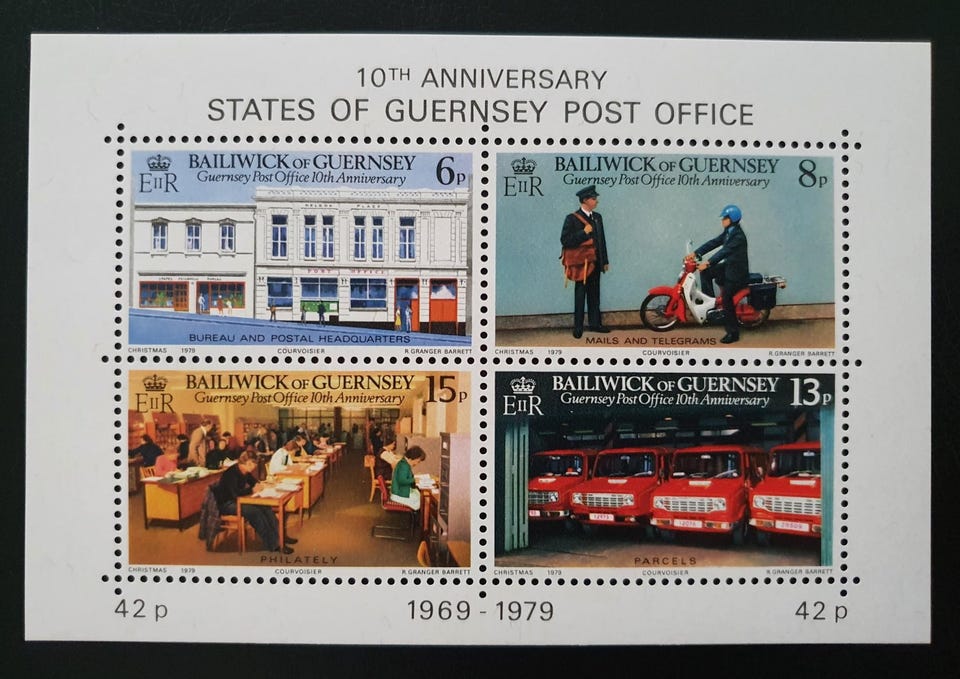 10TH ANNIVERSARY
STATES OF GUERNSEY POST OFFICE
EIIR
BAILIWICK OF GUERNSEY
Guernsey Post Office 10th Anniversary
6p
NELSON PLACE
POST OFFICE
BUREAU AND POSTAL HEADQUARTERS
CHRISTMAS 1979
COURVOISIER
R.GRANGER BARRETT
EIIR
BAILIWICK OF GUERNSEY
Guernsey Post Office 10th Anniversary
8p
MAILS AND TELEGRAMS
CHRISTMAS 1979
COURVOISIER
R.GRANGER BARRETT
EIIR
BAILIWICK OF GUERNSEY
Guernsey Post Office 10th Anniversary
15p
PHILATELY
CHRISTMAS 1979
COURVOISIER
R.GRANGER BARRETT
EIIR
BAILIWICK OF GUERNSEY
Guernsey Post Office 10th Anniversary
13p
PARCELS
CHRISTMAS 1979
COURVOISIER
R.GRANGER BARRETT
42 p
1969 - 1979
42 p